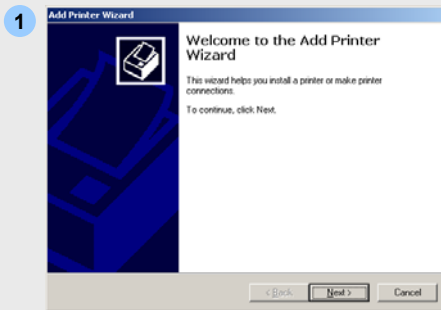 1
Add Printer Wizard
Welcome to the Add Printer
Wizard
This wizard helps you install a printer or make printer
connections.
To continue, click Next.
< Back
Next >
Cancel